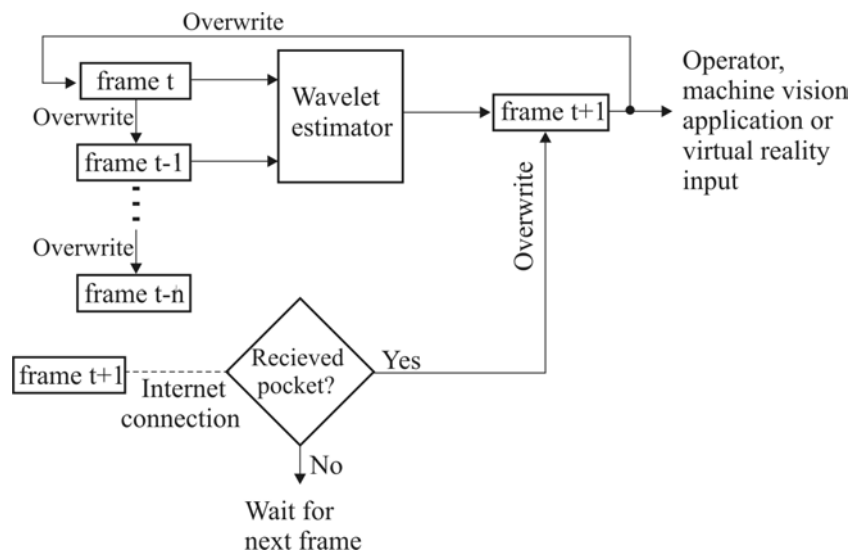 Overwrite
frame t
Overwrite
frame t-1
Overwrite
frame t-n
Wavelet
estimator
frame t+1
Operator,
machine vision
application or
virtual reality
input
Overwrite
frame t+1
Internet
connection
Recieved
pocket?
Yes
No
Wait for
next frame